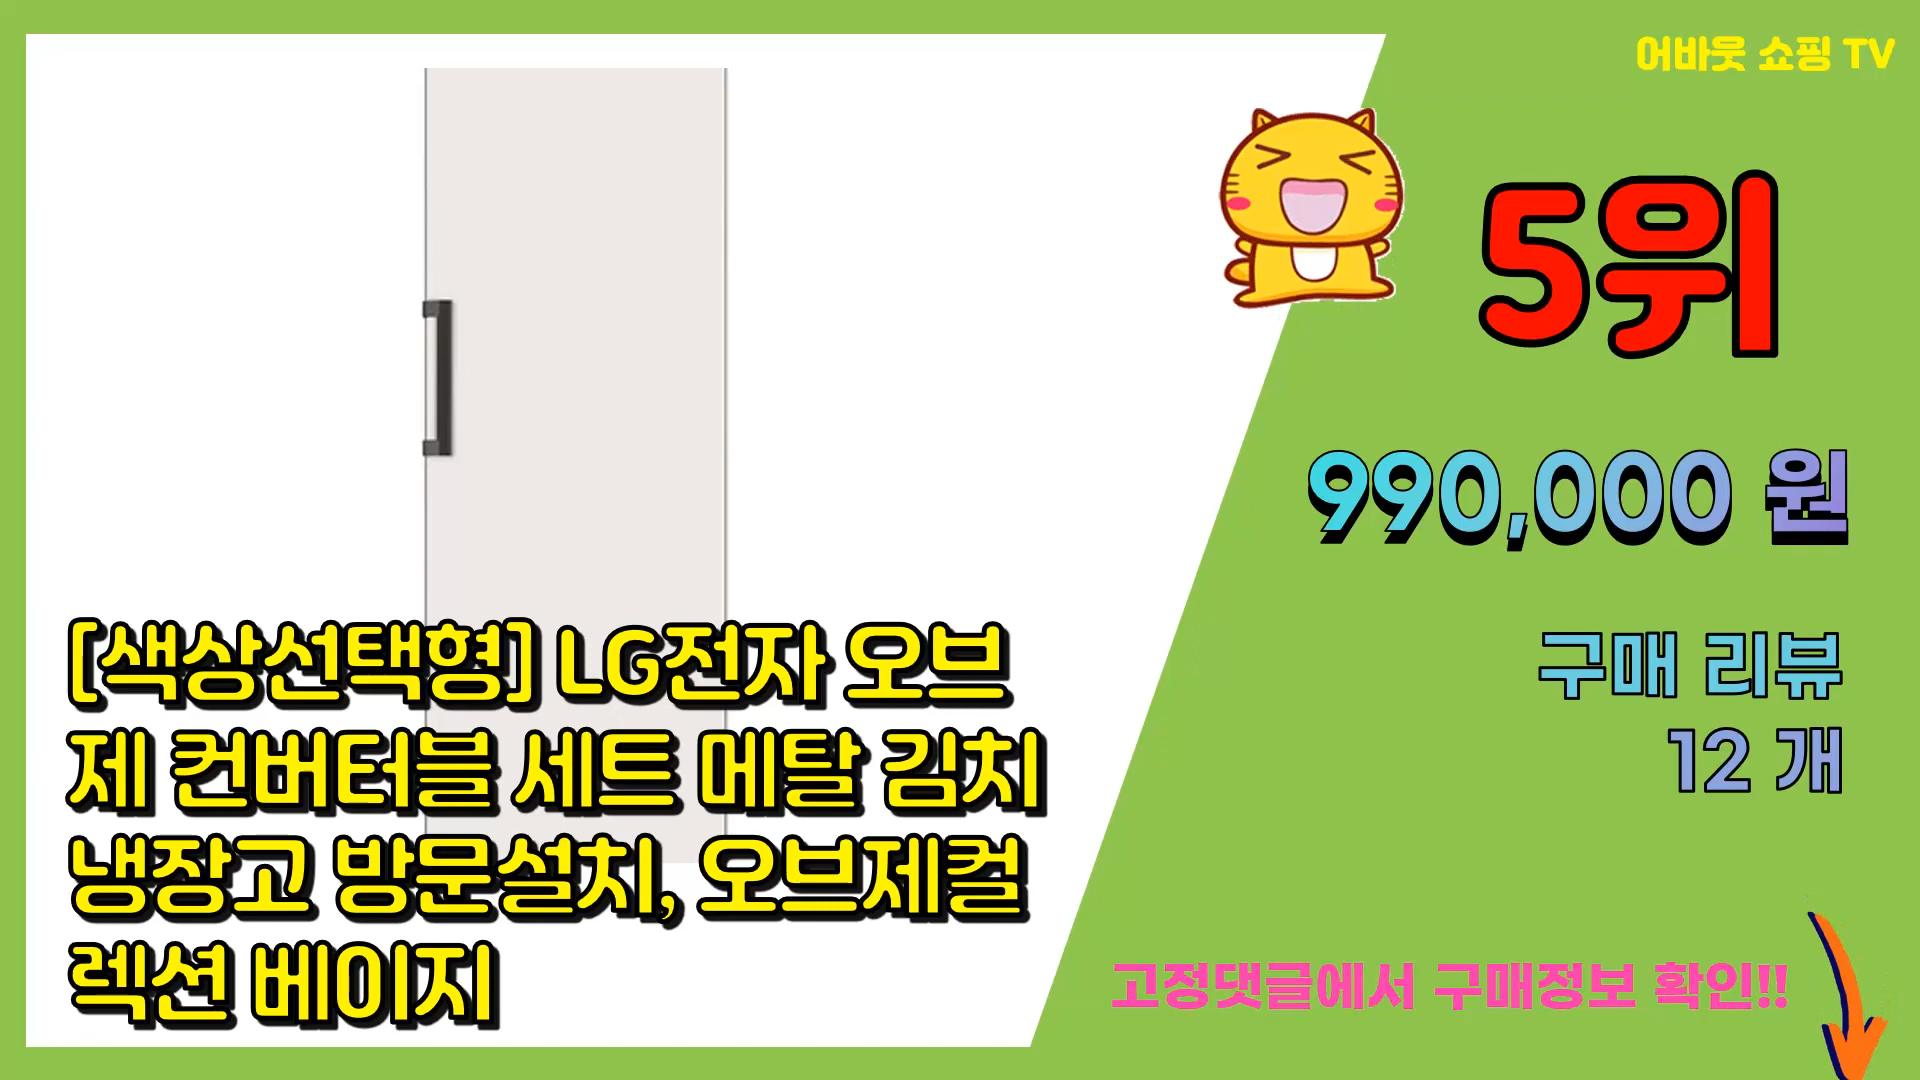 어바웃 쇼핑 TV
5위
990,000 원
구매 리뷰
12 개
[색상선택형] LG전자 오브
제 컨버터블 세트 메탈 김치
냉장고 방문설치, 오브제컬
렉션 베이지
고정댓글에서 구매정보 확인!!